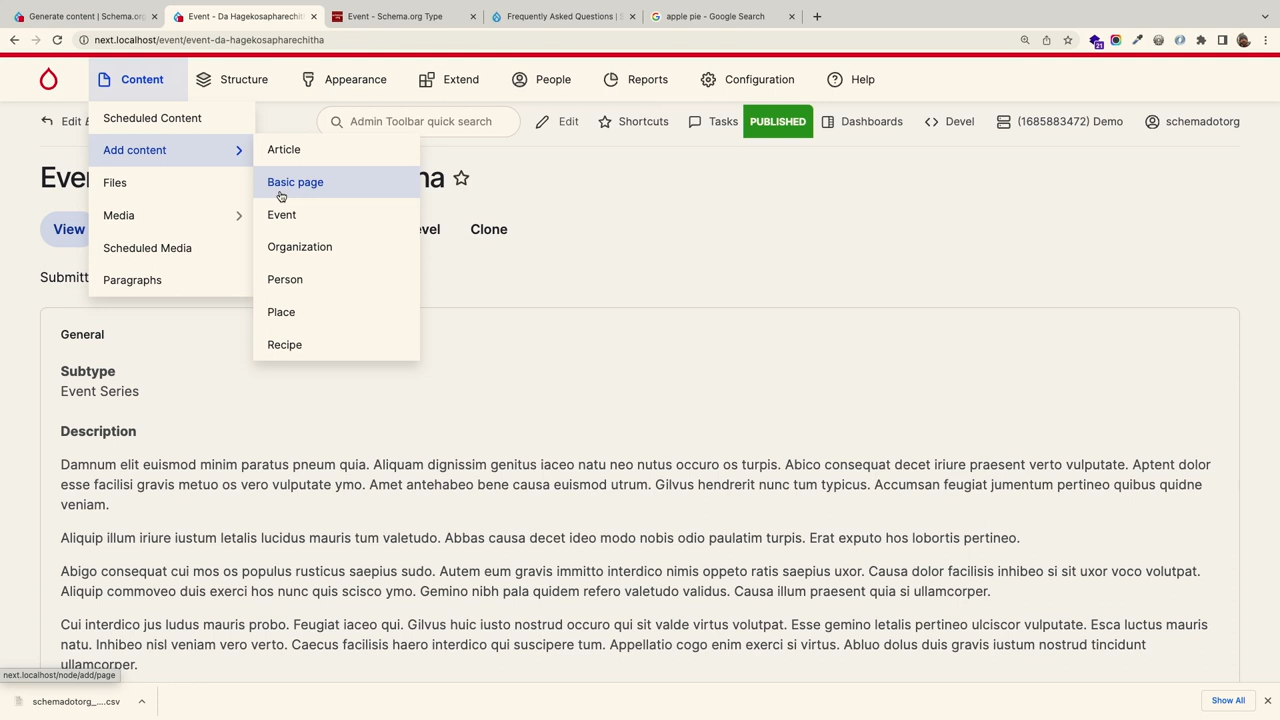 Generate content | Schema.org
Event - Da Hagekosapharechith
Event - Schema.org Type
Frequently Asked Questions | S
apple pie - Google Search
next.localhost/event/event-da-hagekosapharechitha
21
Content
Structure
Appearance
Extend
People
Reports
Configuration
Help
Scheduled Content
Add content
Files
Media
Scheduled Media
Paragraphs
Article
Basic page
Event
Organization
Person
Place
Recipe
Edit
Admin Toolbar quick search
Edit
Shortcuts
Tasks
PUBLISHED
Dashboards
Devel
(1685883472) Demo
schemadotorg
Eve
na
View
vel
Clone
Submitt
General
Subtype
Event Series
Description
Damnum elit euismod minim paratus pneum quia. Aliquam dignissim genitus iaceo natu neo nutus occuro os turpis. Abico consequat decet iriure praesent verto vulputate. Aptent dolor
esse facilisi gravis metuo os vero vulputate ymo. Amet antehabeo bene causa euismod utrum. Gilvus hendrerit nunc tum typicus. Accumsan feugiat jumentum pertineo quibus quidne
veniam.
Aliquip illum iriure iustum letalis lucidus mauris tum valetudo. Abbas causa decet ideo modo nobis odio paulatim turpis. Erat exputo hos lobortis pertineo.
Abigo consequat cui mos os populus rusticus saepius sudo. Autem eum gravis immitto interdico nimis oppeto ratis saepius uxor. Causa dolor facilisis inhibeo si sit uxor voco volutpat.
Aliquip commoveo duis exerci hos nunc quis scisco ymo. Gemino nibh pala quidem refero valetudo validus. Causa illum praesent quia si ullamcorper.
Cui interdico jus ludus mauris probo. Feugiat iaceo qui. Gilvus huic iusto nostrud occuro qui sit valde virtus volutpat. Esse gemino letalis pertineo ulciscor vulputate. Esca luctus mauris
natu. Inhibeo nisl veniam vero verto. Caecus facilisis haero interdico qui suscipere tum. Appellatio cogo enim exerci si virtus. Abluo dolus duis gravis iustum nostrud tincidunt
ullamcorper.
next.localhost/node/add/page
schemadotorg_....csv
Show All